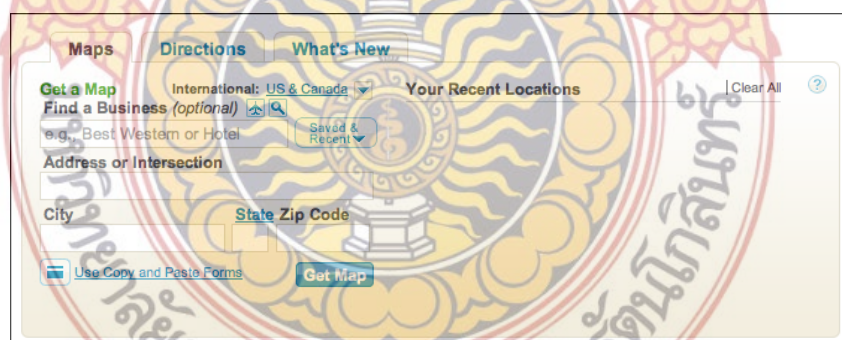 Maps Directions What's New
Get a Map International: US & Canada Your Recent Locations Clear All ?
Find a Business (optional)
e.g., Best Western or Hotel Saved & Recent
Address or Intersection
City State Zip Code
Use Copy and Paste Forms Get Map